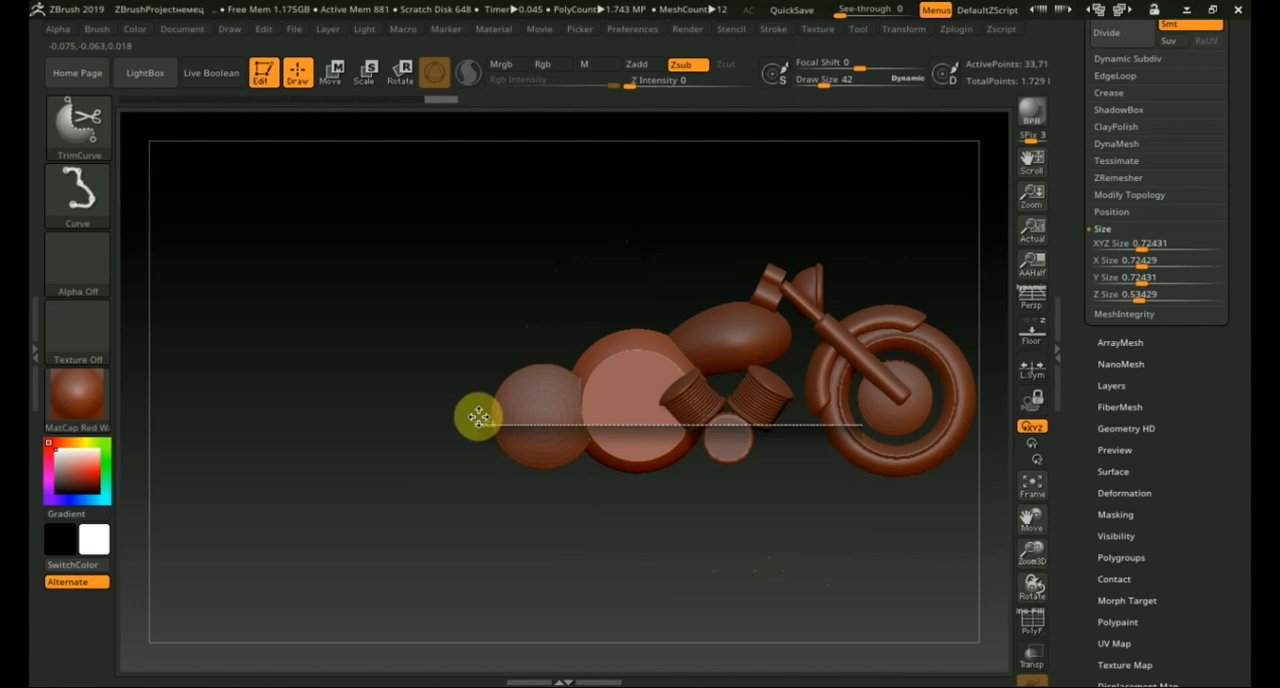 ZBrush 2019 ZBrushProjectнемец .. • Free Mem 1.175GB • Active Mem 881 • Scratch Disk 648 • Timer▶0.045 • PolyCount▶1.743 MP • MeshCount▶12 AC QuickSave See-through 0 Menus DefaultZScript
Alpha Brush Color Document Draw Edit File Layer Light Macro Marker Material Movie Picker Preferences Render Stencil Stroke Texture Tool Transform Zplugin Zscript
-0.075,-0.063,0.018
Home Page LightBox Live Boolean Edit Draw Move Scale Rotate
Mrgb Rgb M Zadd Zsub Zcut
Rgb Intensity Z Intensity 0
Focal Shift 0
Draw Size 42 Dynamic
S
D
ActivePoints: 33,71
TotalPoints: 1.729
TrimCurve
Curve
Alpha Off
Texture Off
MatCap Red W
Gradient
SwitchColor
Alternate
BPR
SPix 3
Scroll
Zoom
Actual
AAHalf
Dynamic
Persp
Floor
L.Sym
XYZ
Frame
Move
Zoom3D
Rotate
PolyF
Transp
Smt
Divide
Suv ReUV
Dynamic Subdiv
EdgeLoop
Crease
ShadowBox
ClayPolish
DynaMesh
Tessimate
ZRemesher
Modify Topology
Position
Size
XYZ Size 0.72431
X Size 0.72429
Y Size 0.72431
Z Size 0.53429
MeshIntegrity
ArrayMesh
NanoMesh
Layers
FiberMesh
Geometry HD
Preview
Surface
Deformation
Masking
Visibility
Polygroups
Contact
Morph Target
Polypaint
UV Map
Texture Map
Displacement Map